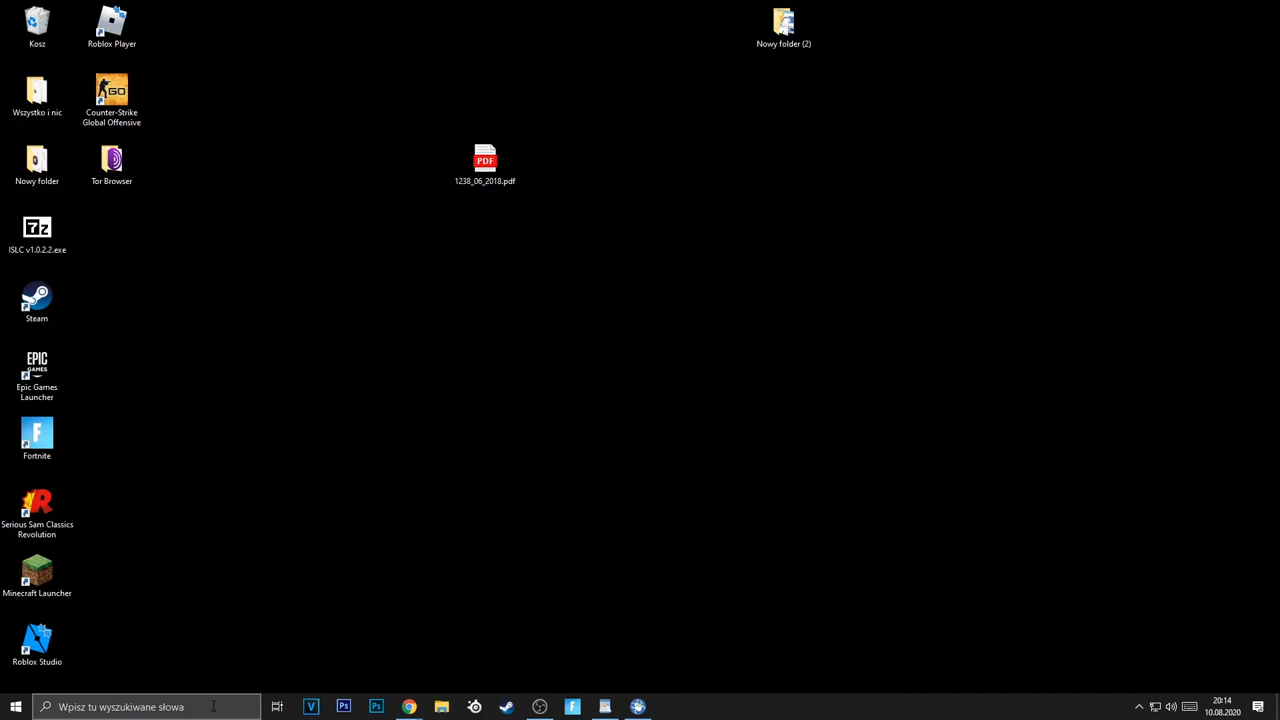 Kosz
Roblox Player
Nowy folder (2)
Wszystko i nic
GO
Counter-Strike
Global Offensive
PDF
Nowy folder
Tor Browser
1238_06_2018.pdf
7z
ISLC v1.0.2.2.exe
Steam
EPIC
GAMES
Epic Games
Launcher
F
Fortnite
R
Serious Sam Classics
Revolution
Minecraft Launcher
Roblox Studio
Wpisz tu wyszukiwane słowa
V
Ps
Ps
F
20:14
10.08.2020